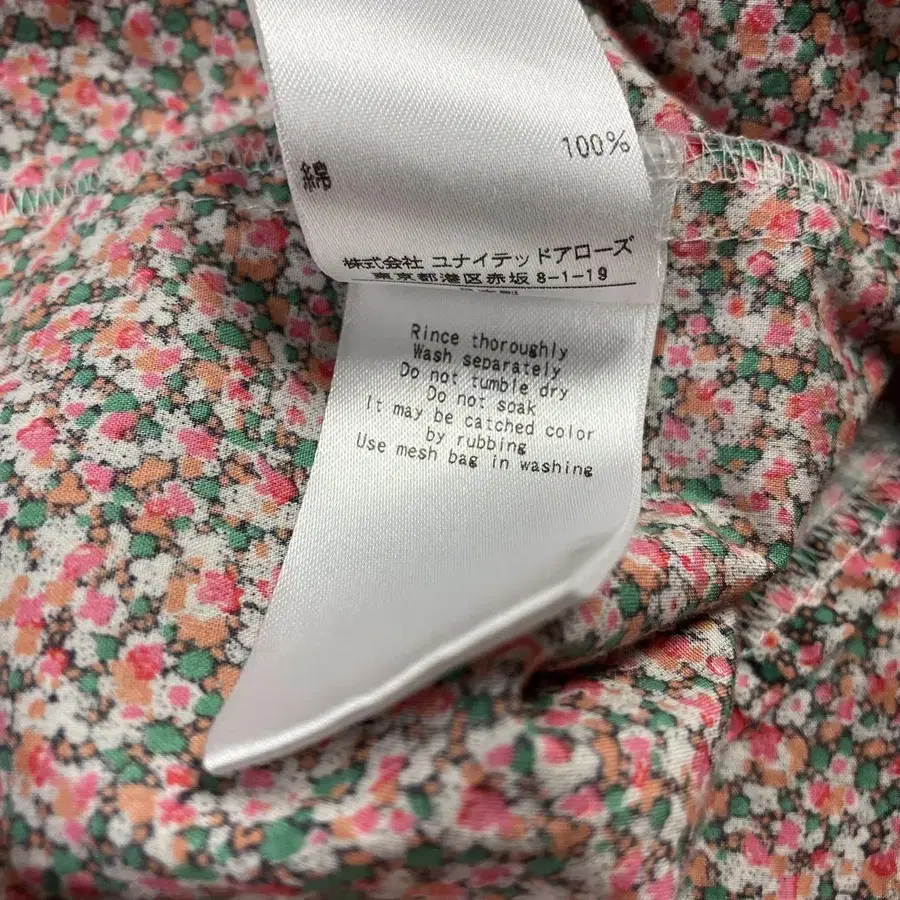 綿 100%
株式会社 ユナイテッドアローズ
東京都港区赤坂8-1-19
Rince thoroughly
Wash separately
Do not tumble dry
Do not soak
It may be catched color
by rubbing
Use mesh bag in washing